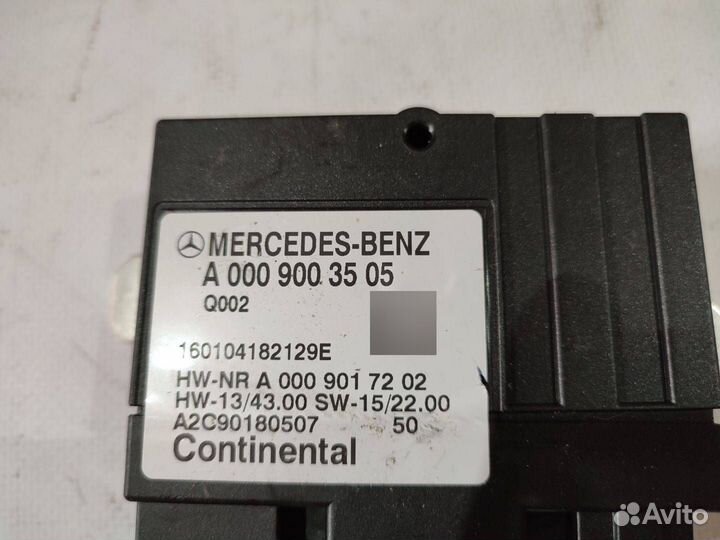 MERCEDES-BENZ
A 000 900 35 05
Q002
160104182129E
HW-NR A 000 901 72 02
HW-13/43.00 SW-15/22.00
A2C90180507 50
Continental
Avito